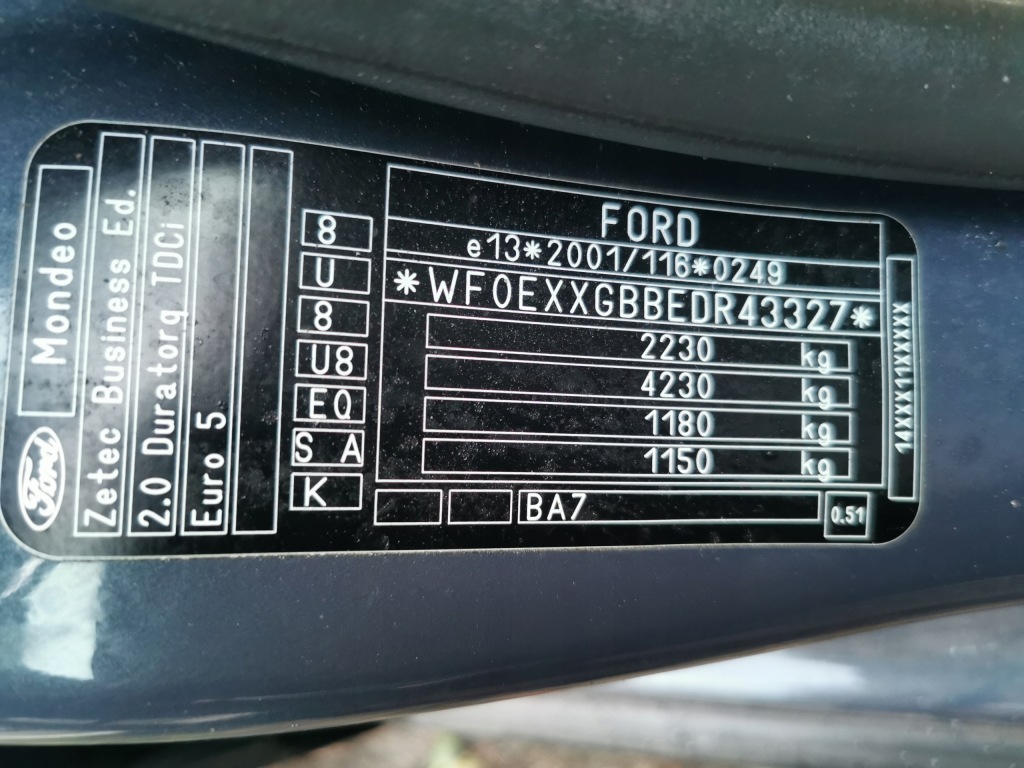 Ford
Mondeo
Zetec Business Ed.
2.0 Duratorq TDCi
Euro 5
8
U
8
U8
EQ
S A
K
FORD
e13*2001/116*0249
*WF0EXXGBBEDR43327*
2230 kg
4230 kg
1180 kg
1150 kg
BA7
0.51
14XXX11XXXXX